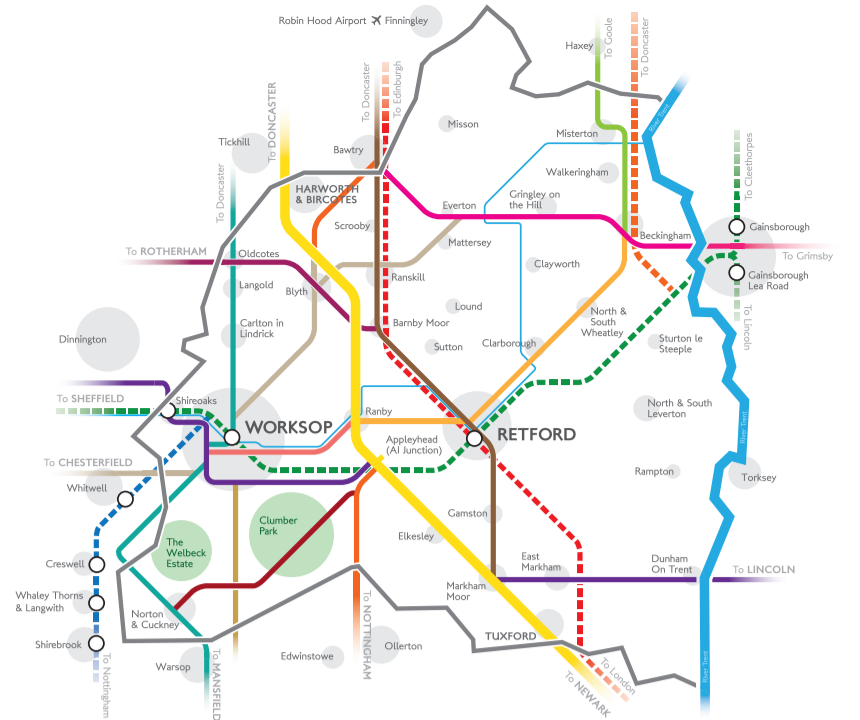 Robin Hood Airport ✈ Finningley
Haxey
To Goole
To Doncaster
To DONCASTER
To Doncaster
To Edinburgh
River Trent
Misson
Misterton
Tickhill
Bawtry
To Cleethorpes
To Doncaster
Walkeringham
HARWORTH
& BIRCOTES
Gringley on
the Hill
Everton
Scrooby
Beckingham
Gainsborough
Mattersey
To ROTHERHAM
Oldcotes
To Grimsby
Clayworth
Ranskill
Gainsborough
Lea Road
Langold
Blyth
Lound
North &
South
Wheatley
To Lincoln
Carlton in
Lindrick
Barnby Moor
Dinnington
Sutton
Clarborough
Sturton le
Steeple
To SHEFFIELD
Shireoaks
North & South
Leverton
Ranby
WORKSOP
RETFORD
River Trent
Appleyhead
(A1 Junction)
To CHESTERFIELD
Rampton
Torksey
Whitwell
Clumber
Park
Gamston
Elkesley
The
Welbeck
Estate
East
Markham
Dunham
On Trent
Creswell
To LINCOLN
Markham
Moor
Whaley Thorns
& Langwith
Norton
& Cuckney
To NOTTINGHAM
TUXFORD
Shirebrook
Ollerton
Edwinstowe
Warsop
To Nottingham
To MANSFIELD
To London
To NEWARK
River Trent